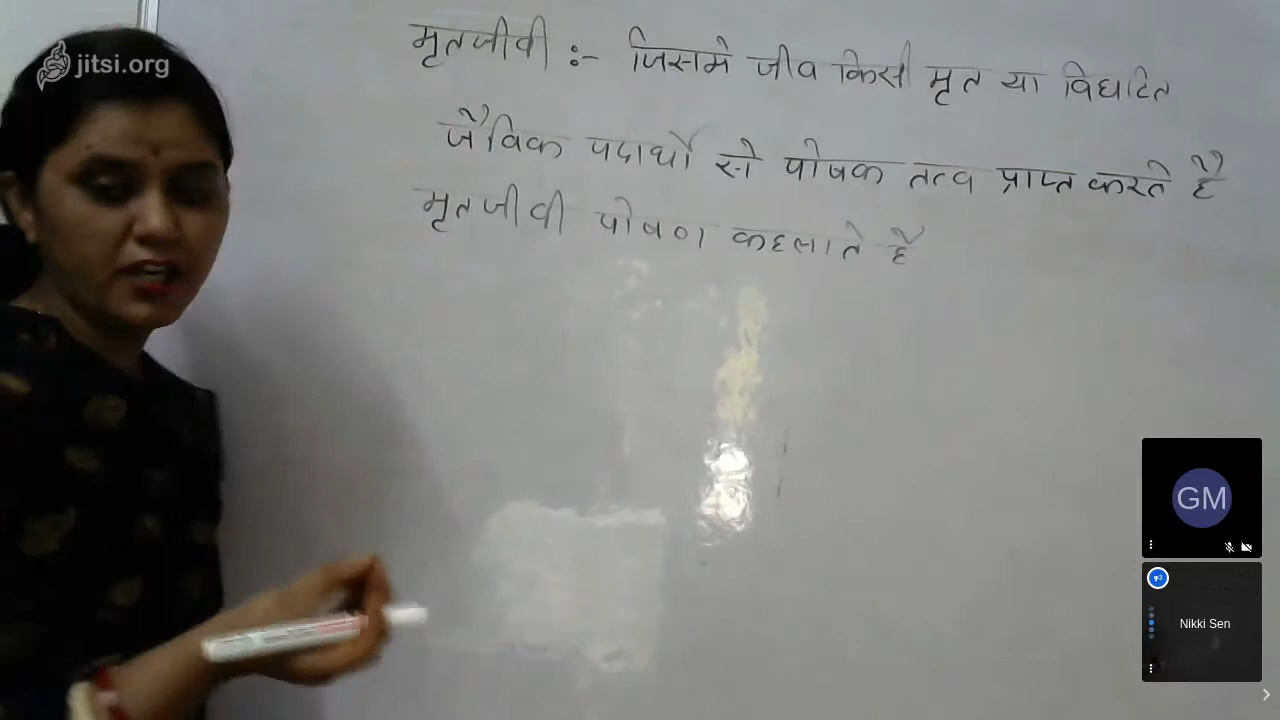 jitsi.org
मृतजीवी :- जिसमे जीव किसी मृत या विघटित
जैविक पदार्थों से पोषक तत्व प्राप्त करते है
मृतजीवी पोषण कहलाते है
GM
Nikki Sen